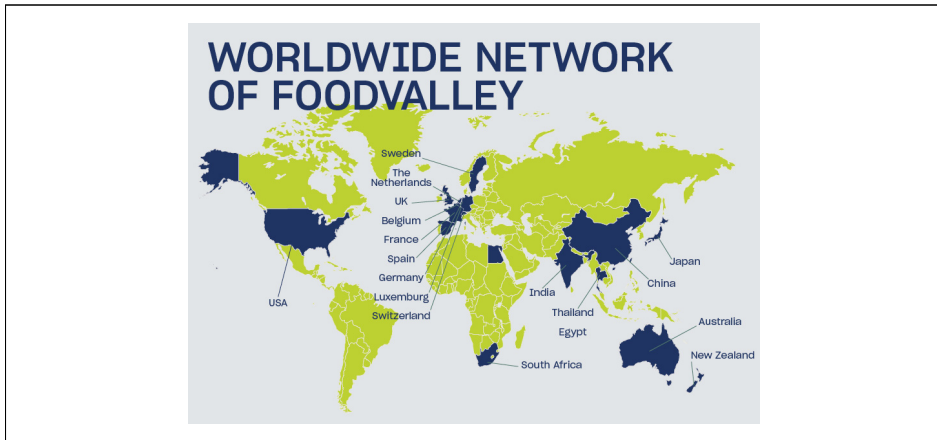 WORLDWIDE NETWORK
OF FOODVALLEY
Sweden
The
Netherlands
UK
Belgium
France
Spain
Germany
Luxemburg
Switzerland
USA
India
Thailand
Egypt
South Africa
Japan
China
Australia
New Zealand